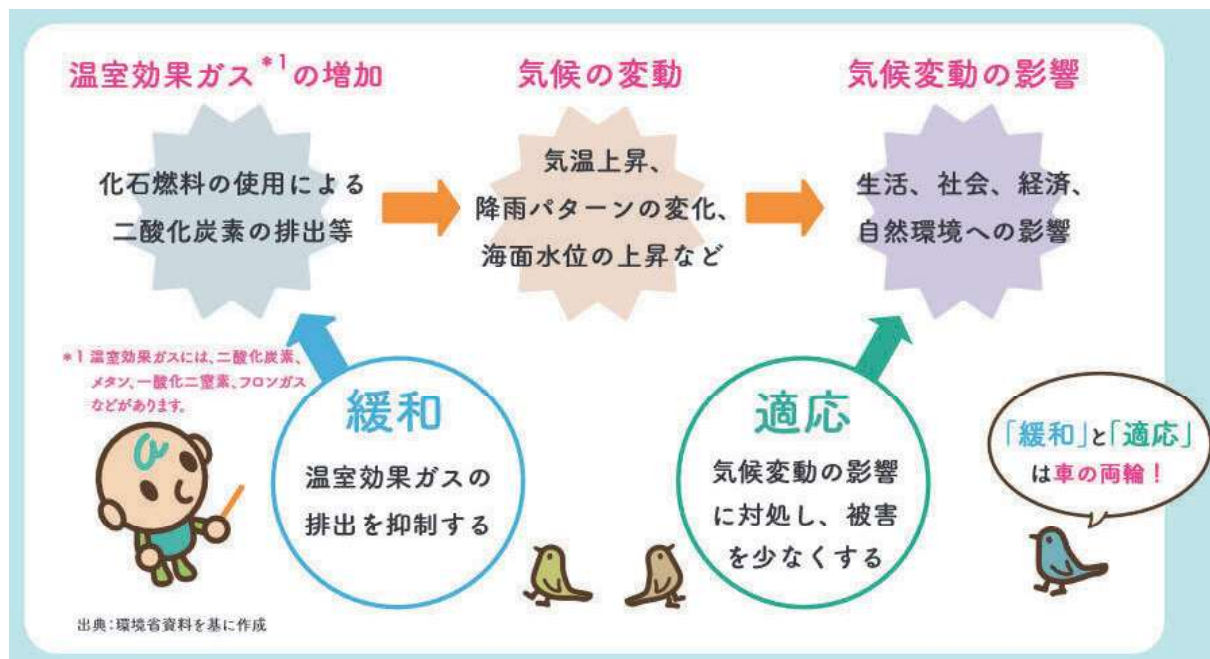 温室効果ガス*1の増加
気候の変動
気候変動の影響
化石燃料の使用による
二酸化炭素の排出等
気温上昇、
降雨パターンの変化、
海面水位の上昇など
生活、社会、経済、
自然環境への影響
*1 温室効果ガスには、二酸化炭素、
メタン、一酸化二窒素、フロンガス
などがあります。
緩和
温室効果ガスの
排出を抑制する
適応
気候変動の影響
に対処し、被害
を少なくする
「緩和」と「適応」
は車の両輪！
出典：環境省資料を基に作成